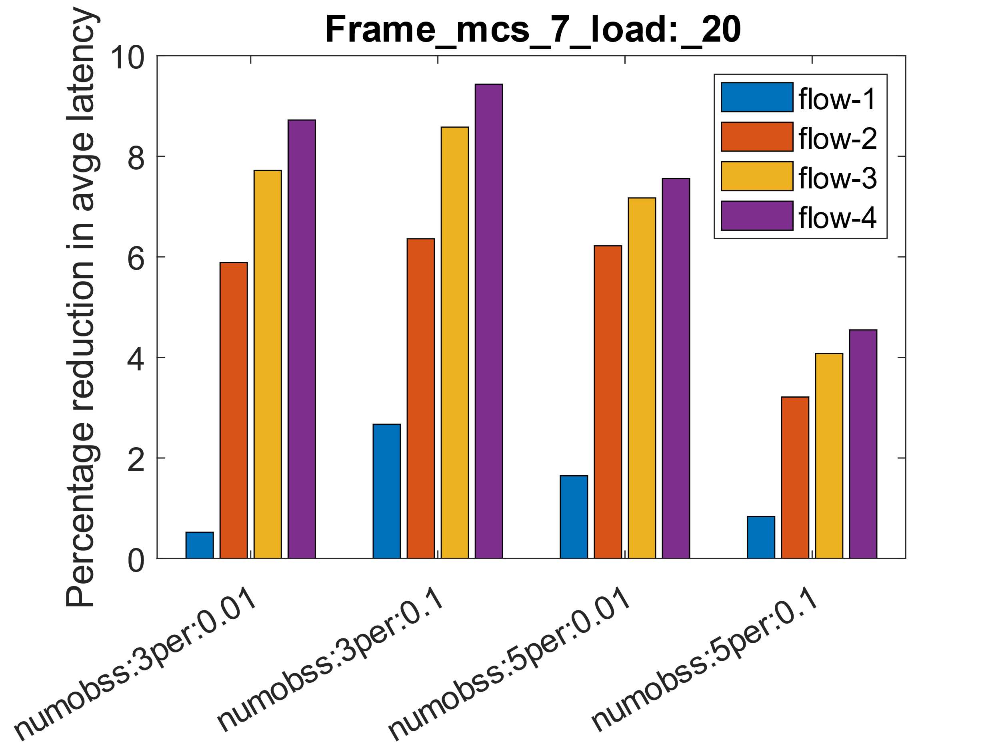 Frame_mcs_7_load:_20
Percentage reduction in avge latency
10
8
6
4
2
0
flow-1
flow-2
flow-3
flow-4
numobss:3per:0.01
numobss:3per:0.1
numobss:5per:0.01
numobss:5per:0.1